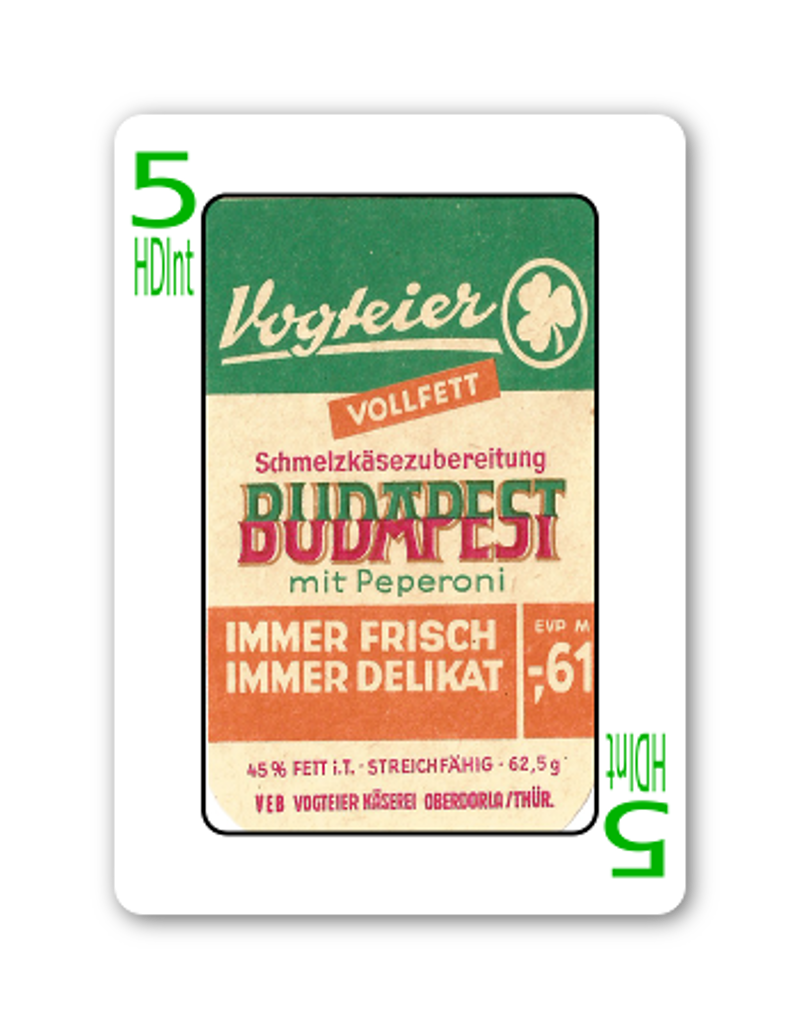 5
HDInt
Vogteier
VOLLFETT
Schmelzkäsezubereitung
BUDAPEST
mit Peperoni
IMMER FRISCH
IMMER DELIKAT
EVP M
-,61
45% FETT i.T. · STREICHFÄHIG · 62,5g
VEB VOGTEIER KÄSEREI OBERDORLA/THÜR.
HDInt
5